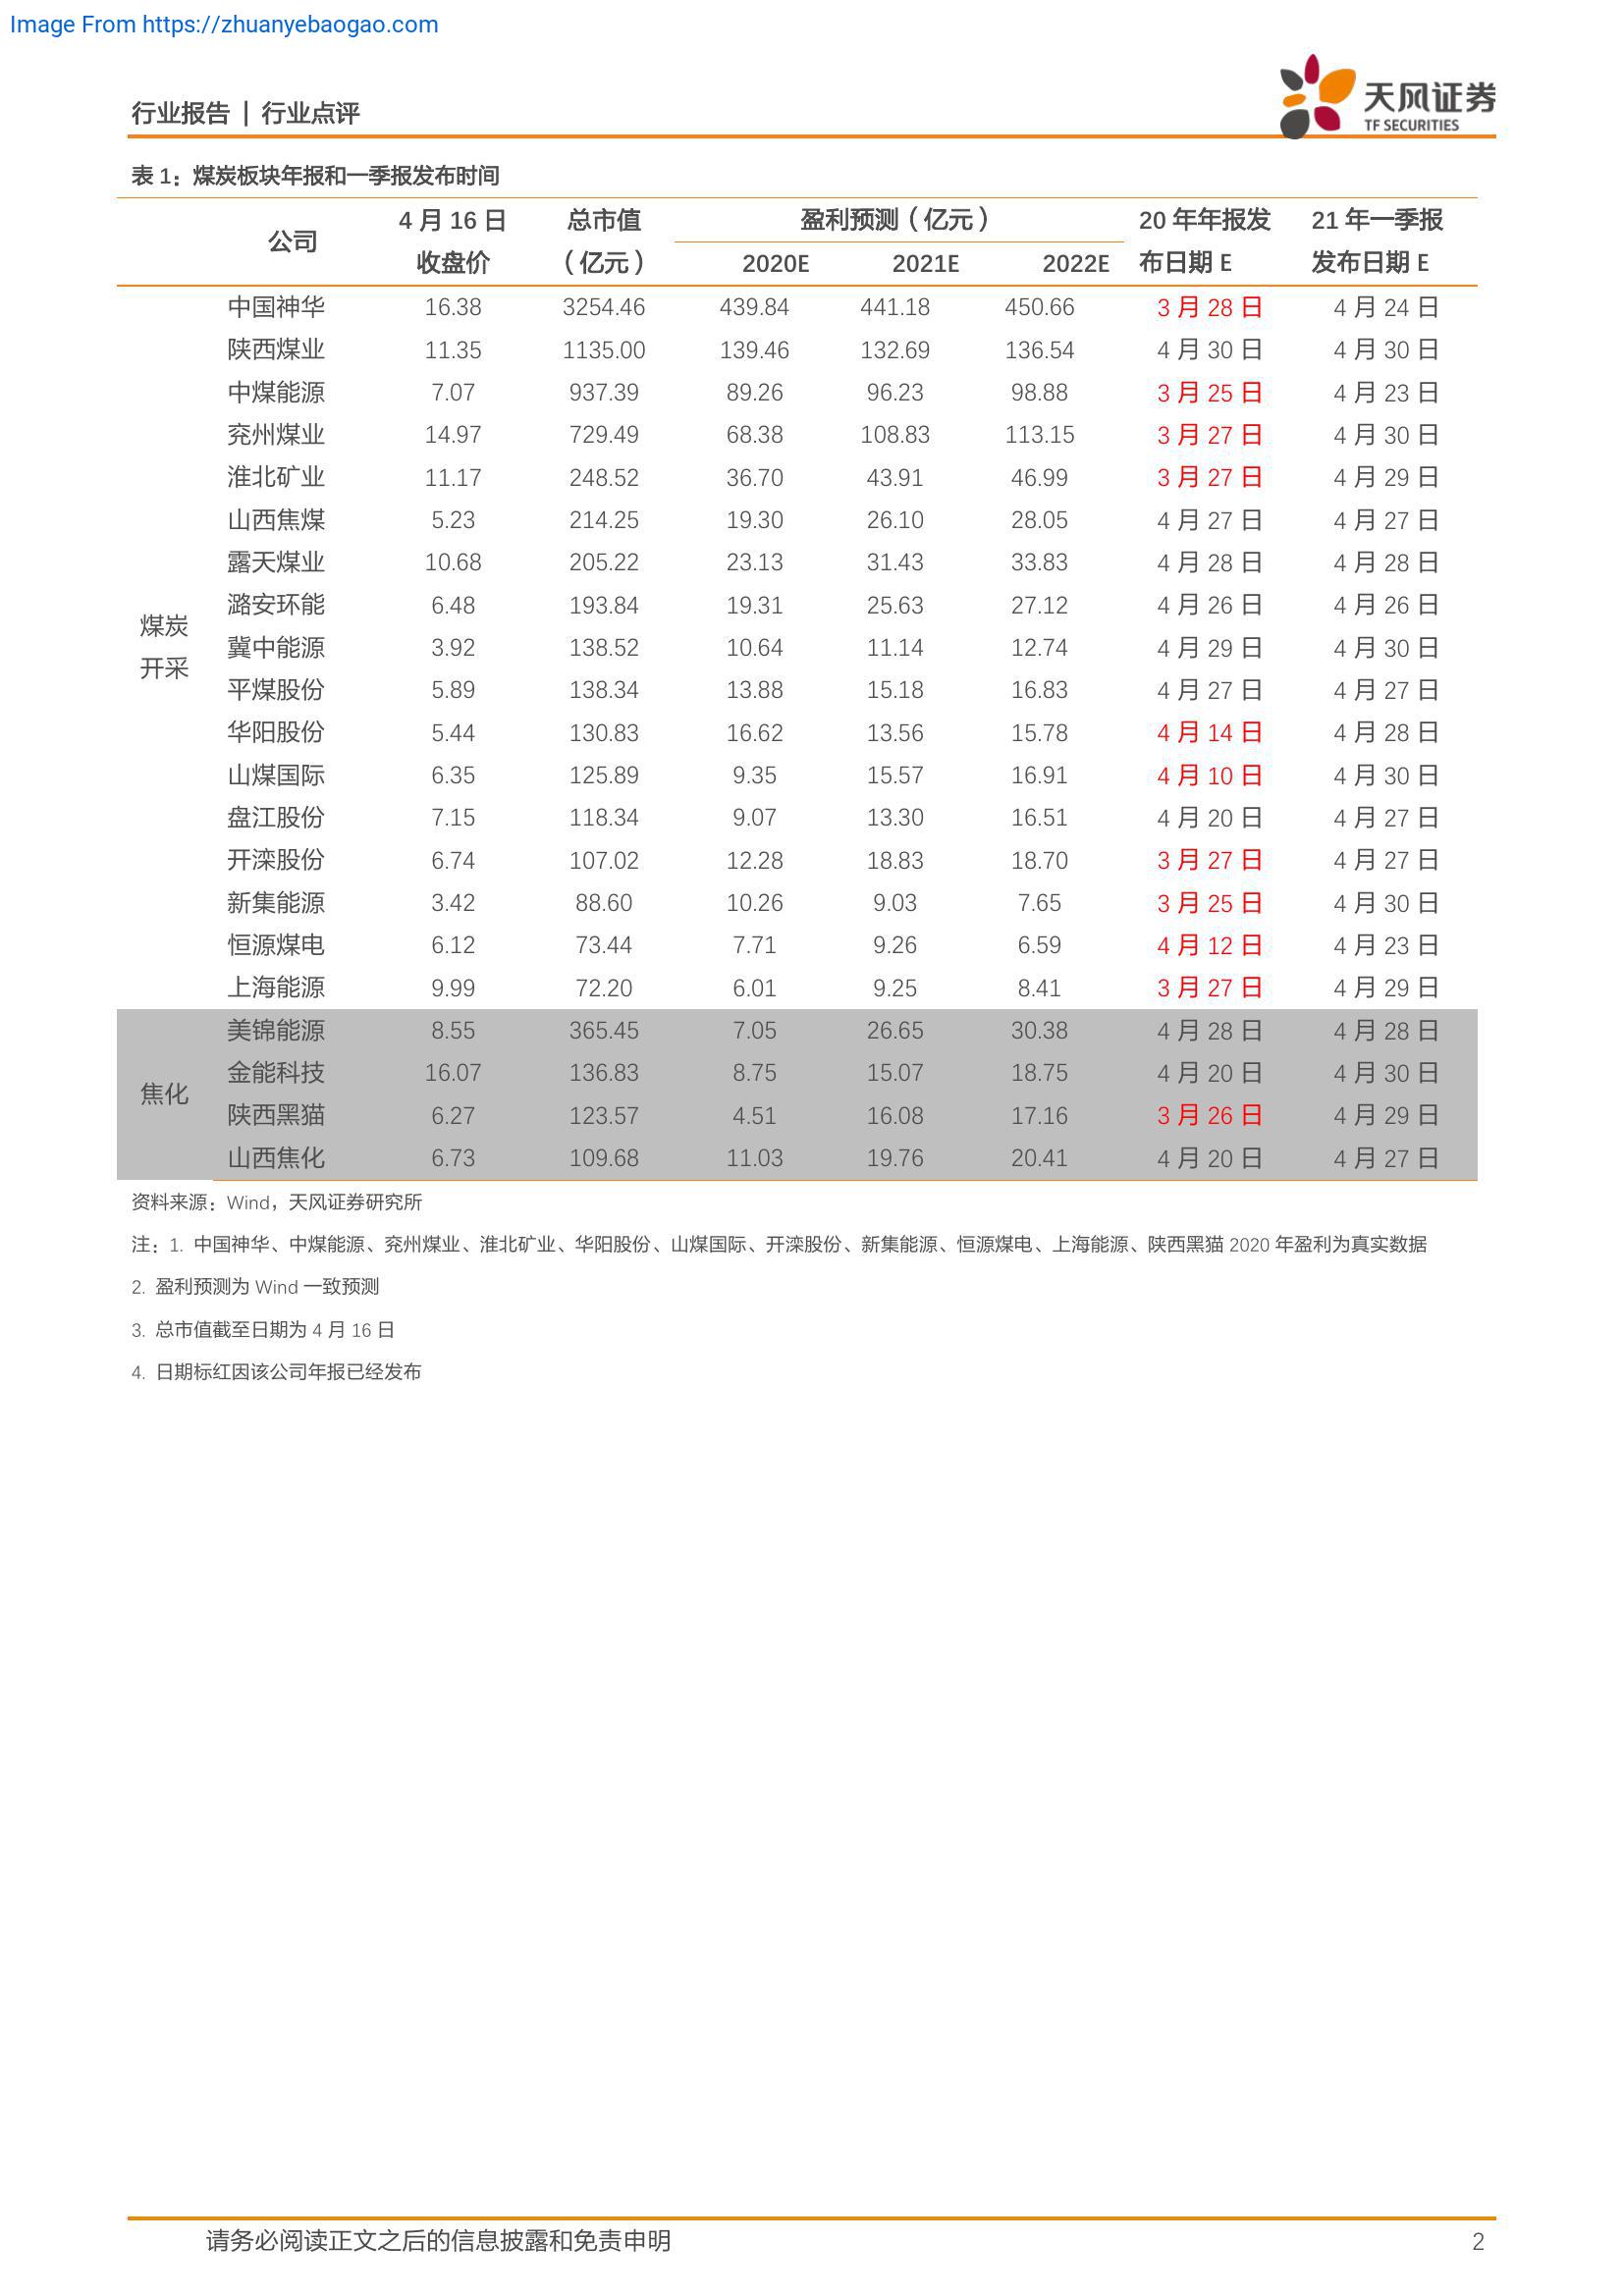 Image From https://zhuanyebaogao.com
行业报告 | 行业点评
天风证券
TF SECURITIES
表 1：煤炭板块年报和一季报发布时间
公司 4 月 16 日收盘价 总市值（亿元） 盈利预测（亿元） 20 年年报发布日期 E 21 年一季报发布日期 E
2020E 2021E 2022E
煤炭开采
中国神华 16.38 3254.46 439.84 441.18 450.66 3 月 28 日 4 月 24 日
陕西煤业 11.35 1135.00 139.46 132.69 136.54 4 月 30 日 4 月 30 日
中煤能源 7.07 937.39 89.26 96.23 98.88 3 月 25 日 4 月 23 日
兖州煤业 14.97 729.49 68.38 108.83 113.15 3 月 27 日 4 月 30 日
淮北矿业 11.17 248.52 36.70 43.91 46.99 3 月 27 日 4 月 29 日
山西焦煤 5.23 214.25 19.30 26.10 28.05 4 月 27 日 4 月 27 日
露天煤业 10.68 205.22 23.13 31.43 33.83 4 月 28 日 4 月 28 日
潞安环能 6.48 193.84 19.31 25.63 27.12 4 月 26 日 4 月 26 日
冀中能源 3.92 138.52 10.64 11.14 12.74 4 月 29 日 4 月 30 日
平煤股份 5.89 138.34 13.88 15.18 16.83 4 月 27 日 4 月 27 日
华阳股份 5.44 130.83 16.62 13.56 15.78 4 月 14 日 4 月 28 日
山煤国际 6.35 125.89 9.35 15.57 16.91 4 月 10 日 4 月 30 日
盘江股份 7.15 118.34 9.07 13.30 16.51 4 月 20 日 4 月 27 日
开滦股份 6.74 107.02 12.28 18.83 18.70 3 月 27 日 4 月 27 日
新集能源 3.42 88.60 10.26 9.03 7.65 3 月 25 日 4 月 30 日
恒源煤电 6.12 73.44 7.71 9.26 6.59 4 月 12 日 4 月 23 日
上海能源 9.99 72.20 6.01 9.25 8.41 3 月 27 日 4 月 29 日
焦化
美锦能源 8.55 365.45 7.05 26.65 30.38 4 月 28 日 4 月 28 日
金能科技 16.07 136.83 8.75 15.07 18.75 4 月 20 日 4 月 30 日
陕西黑猫 6.27 123.57 4.51 16.08 17.16 3 月 26 日 4 月 29 日
山西焦化 6.73 109.68 11.03 19.76 20.41 4 月 20 日 4 月 27 日
资料来源：Wind，天风证券研究所
注：1. 中国神华、中煤能源、兖州煤业、淮北矿业、华阳股份、山煤国际、开滦股份、新集能源、恒源煤电、上海能源、陕西黑猫 2020 年盈利为真实数据
2. 盈利预测为 Wind 一致预测
3. 总市值截至日期为 4 月 16 日
4. 日期标红因该公司年报已经发布
请务必阅读正文之后的信息披露和免责申明 2